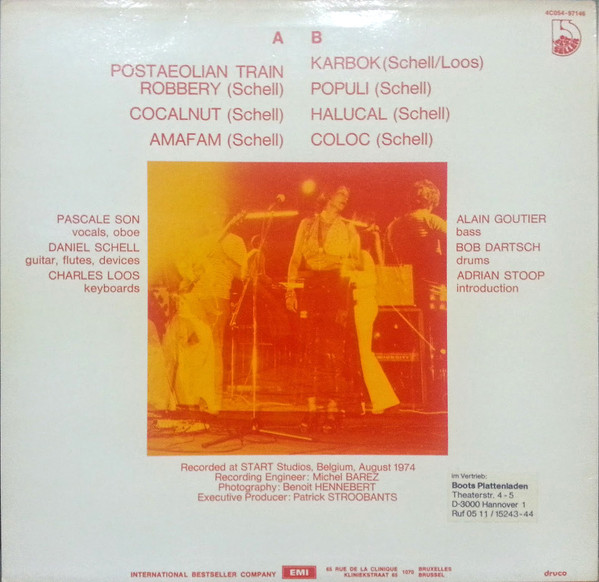 4C054-97146
BEST SELLER
A B
POSTAEOLIAN TRAIN
ROBBERY (Schell)
COCALNUT (Schell)
AMAFAM (Schell)
KARBOK (Schell/Loos)
POPULI (Schell)
HALUCAL (Schell)
COLOC (Schell)
PASCALE SON
vocals, oboe
DANIEL SCHELL
guitar, flutes, devices
CHARLES LOOS
keyboards
ALAIN GOUTIER
bass
BOB DARTSCH
drums
ADRIAN STOOP
introduction
Recorded at START Studios, Belgium, August 1974
Recording Engineer: Michel BAREZ
Photography: Benoit HENNEBERT
Executive Producer: Patrick STROOBANTS
im Vertrieb:
Boots Plattenladen
Theaterstr. 4 - 5
D-3000 Hannover 1
Ruf 05 11 / 15243-44
INTERNATIONAL BESTSELLER COMPANY EMI
65 RUE DE LA CLINIQUE 1070 BRUXELLES
KLINIEKSTRAAT 65 BRUSSEL
druco